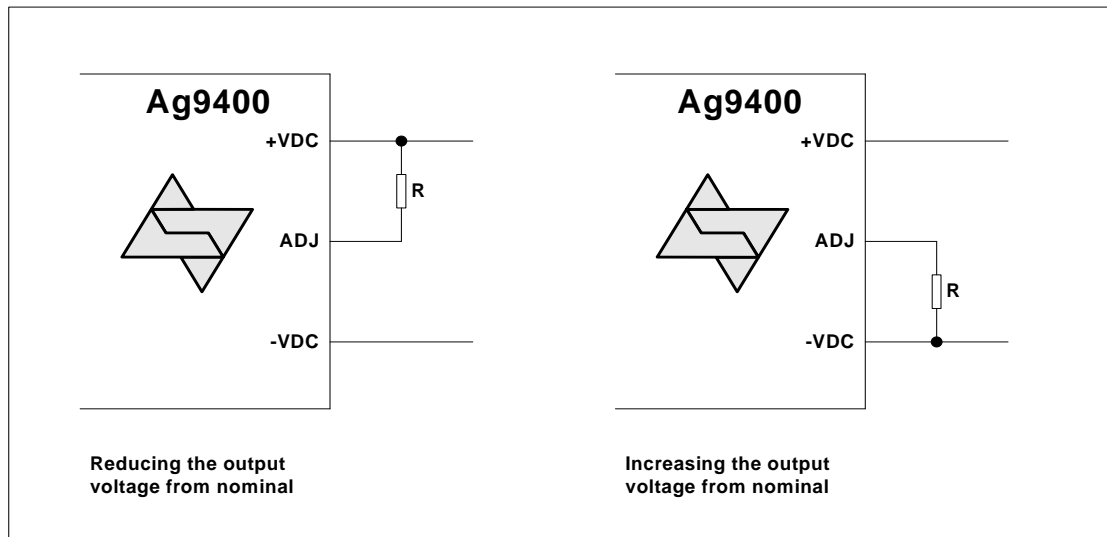 Ag9400
+VDC
R
ADJ
-VDC
Reducing the output
voltage from nominal
Ag9400
+VDC
ADJ
R
-VDC
Increasing the output
voltage from nominal